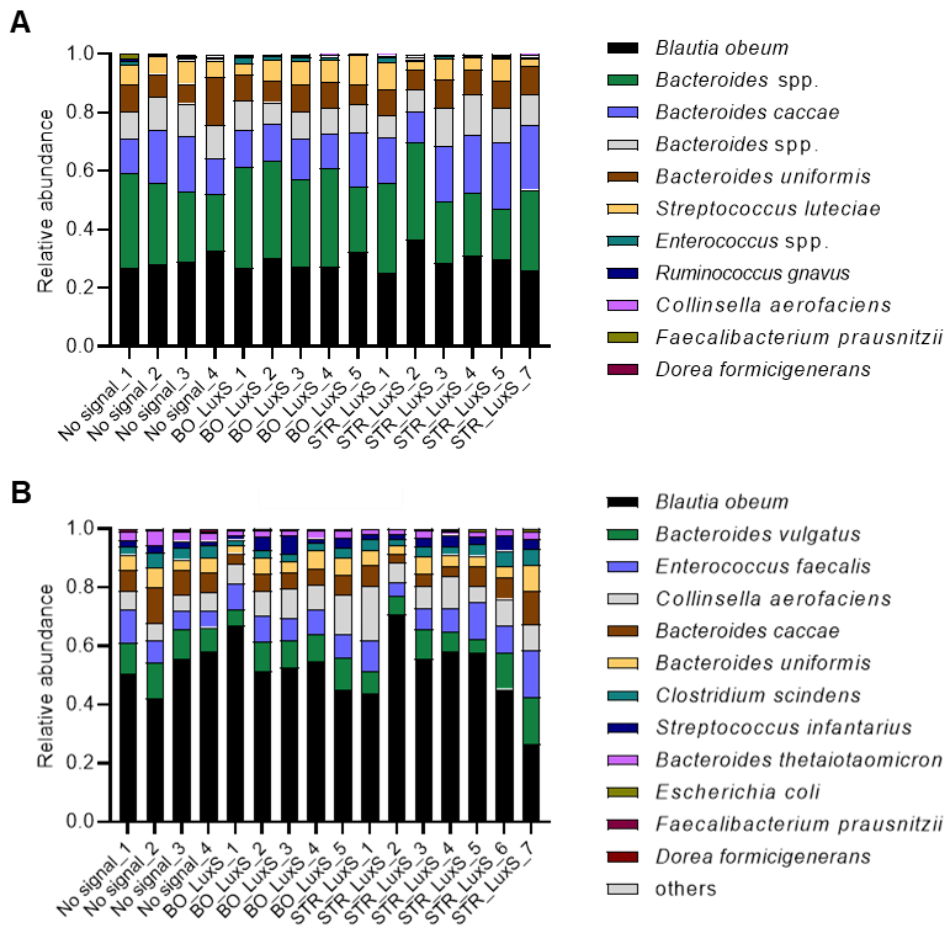 A
1.0
0.8
0.6
0.4
0.2
0.0
Relative abundance
No signal_1
No signal_2
No signal_3
No signal_4
BO_LuxS_1
BO_LuxS_2
BO_LuxS_3
BO_LuxS_4
BO_LuxS_5
STR_LuxS_1
STR_LuxS_2
STR_LuxS_3
STR_LuxS_4
STR_LuxS_5
STR_LuxS_7
Blautia obeum
Bacteroides spp.
Bacteroides caccae
Bacteroides spp.
Bacteroides uniformis
Streptococcus luteciae
Enterococcus spp.
Ruminococcus gnavus
Collinsella aerofaciens
Faecalibacterium prausnitzii
Dorea formicigenerans
B
1.0
0.8
0.6
0.4
0.2
0.0
Relative abundance
No signal_1
No signal_2
No signal_3
No signal_4
BO_LuxS_1
BO_LuxS_2
BO_LuxS_3
BO_LuxS_4
BO_LuxS_5
STR_LuxS_1
STR_LuxS_2
STR_LuxS_3
STR_LuxS_4
STR_LuxS_5
STR_LuxS_6
STR_LuxS_7
Blautia obeum
Bacteroides vulgatus
Enterococcus faecalis
Collinsella aerofaciens
Bacteroides caccae
Bacteroides uniformis
Clostridium scindens
Streptococcus infantarius
Bacteroides thetaiotaomicron
Escherichia coli
Faecalibacterium prausnitzii
Dorea formicigenerans
others